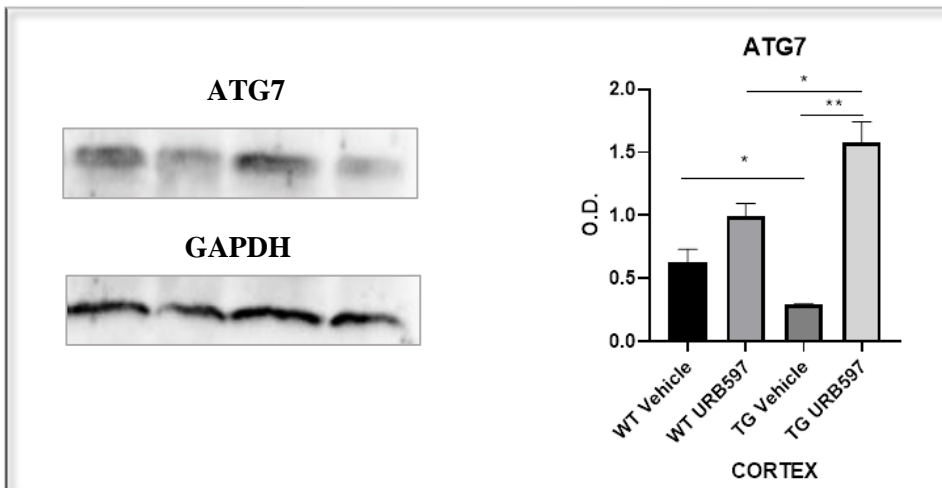 ATG7
GAPDH
ATG7
*
**
*
2.0
1.5
1.0
0.5
0.0
O.D.
WT Vehicle
WT URB597
TG Vehicle
TG URB597
CORTEX